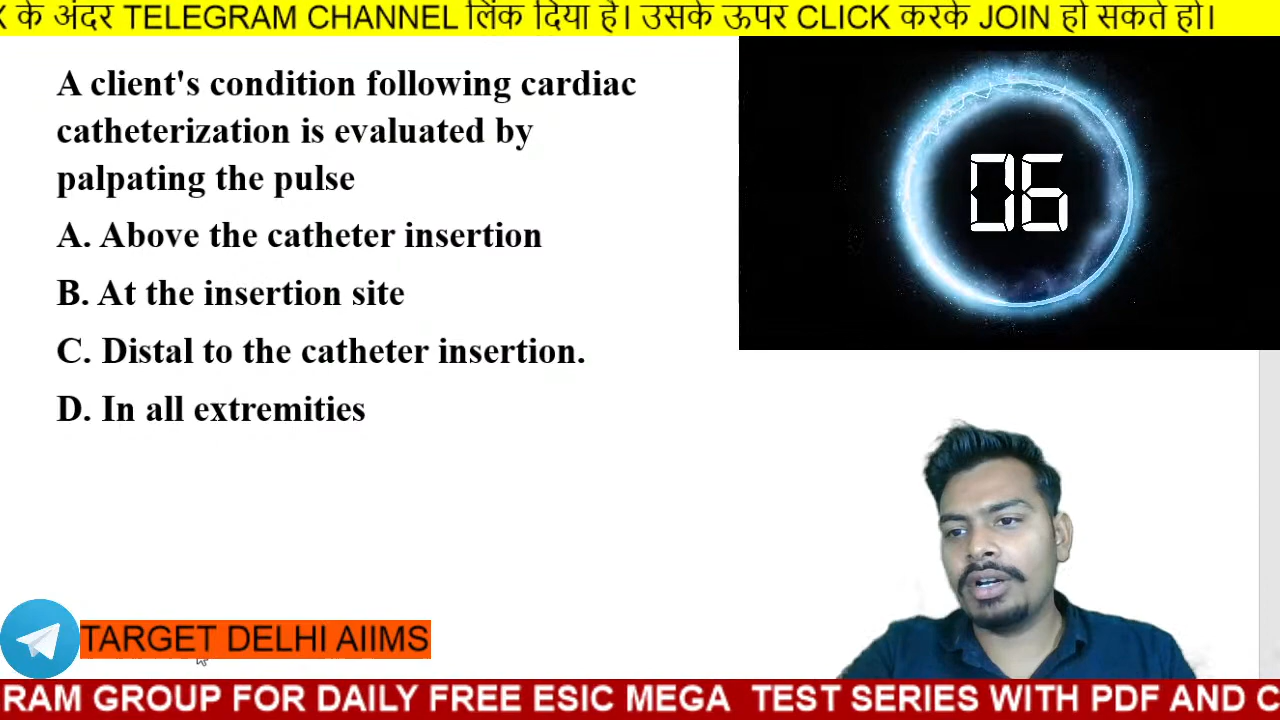 K के अंदर TELEGRAM CHANNEL लिंक दिया है। उसके ऊपर CLICK करके JOIN हो सकते हो।
A client's condition following cardiac
catheterization is evaluated by
palpating the pulse
A. Above the catheter insertion
B. At the insertion site
C. Distal to the catheter insertion.
D. In all extremities
06
TARGET DELHI AIIMS
RAM GROUP FOR DAILY FREE ESIC MEGA TEST SERIES WITH PDF AND C